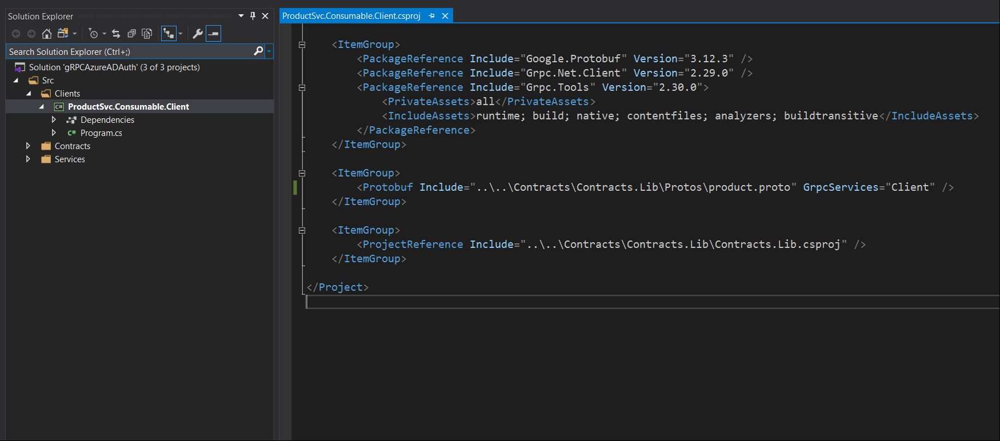 Solution Explorer
Search Solution Explorer (Ctrl+;)
Solution 'gRPCAzureADAuth' (3 of 3 projects)
Src
Clients
C# ProductSvc.Consumable.Client
Dependencies
C# Program.cs
Contracts
Services
ProductSvc.Consumable.Client.csproj
<ItemGroup>
<PackageReference Include="Google.Protobuf" Version="3.12.3" />
<PackageReference Include="Grpc.Net.Client" Version="2.29.0" />
<PackageReference Include="Grpc.Tools" Version="2.30.0">
<PrivateAssets>all</PrivateAssets>
<IncludeAssets>runtime; build; native; contentfiles; analyzers; buildtransitive</IncludeAssets>
</PackageReference>
</ItemGroup>
<ItemGroup>
<Protobuf Include="..\..\Contracts\Contracts.Lib\Protos\product.proto" GrpcServices="Client" />
</ItemGroup>
<ItemGroup>
<ProjectReference Include="..\..\Contracts\Contracts.Lib\Contracts.Lib.csproj" />
</ItemGroup>
</Project>